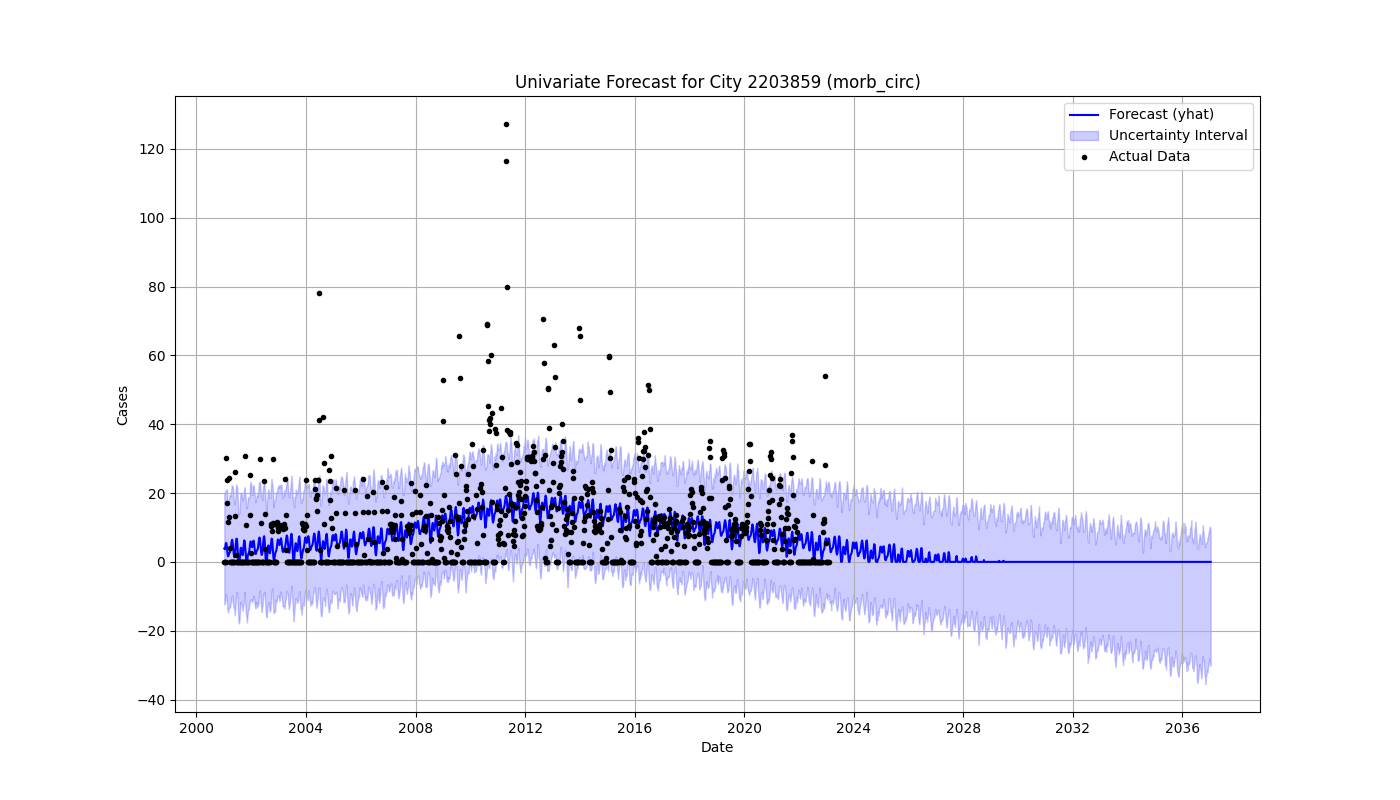 Univariate Forecast for City 2203859 (morb_circ)
Forecast (yhat)
Uncertainty Interval
Actual Data
120
100
80
60
40
20
0
−20
−40
Cases
2000 2004 2008 2012 2016 2020 2024 2028 2032 2036
Date